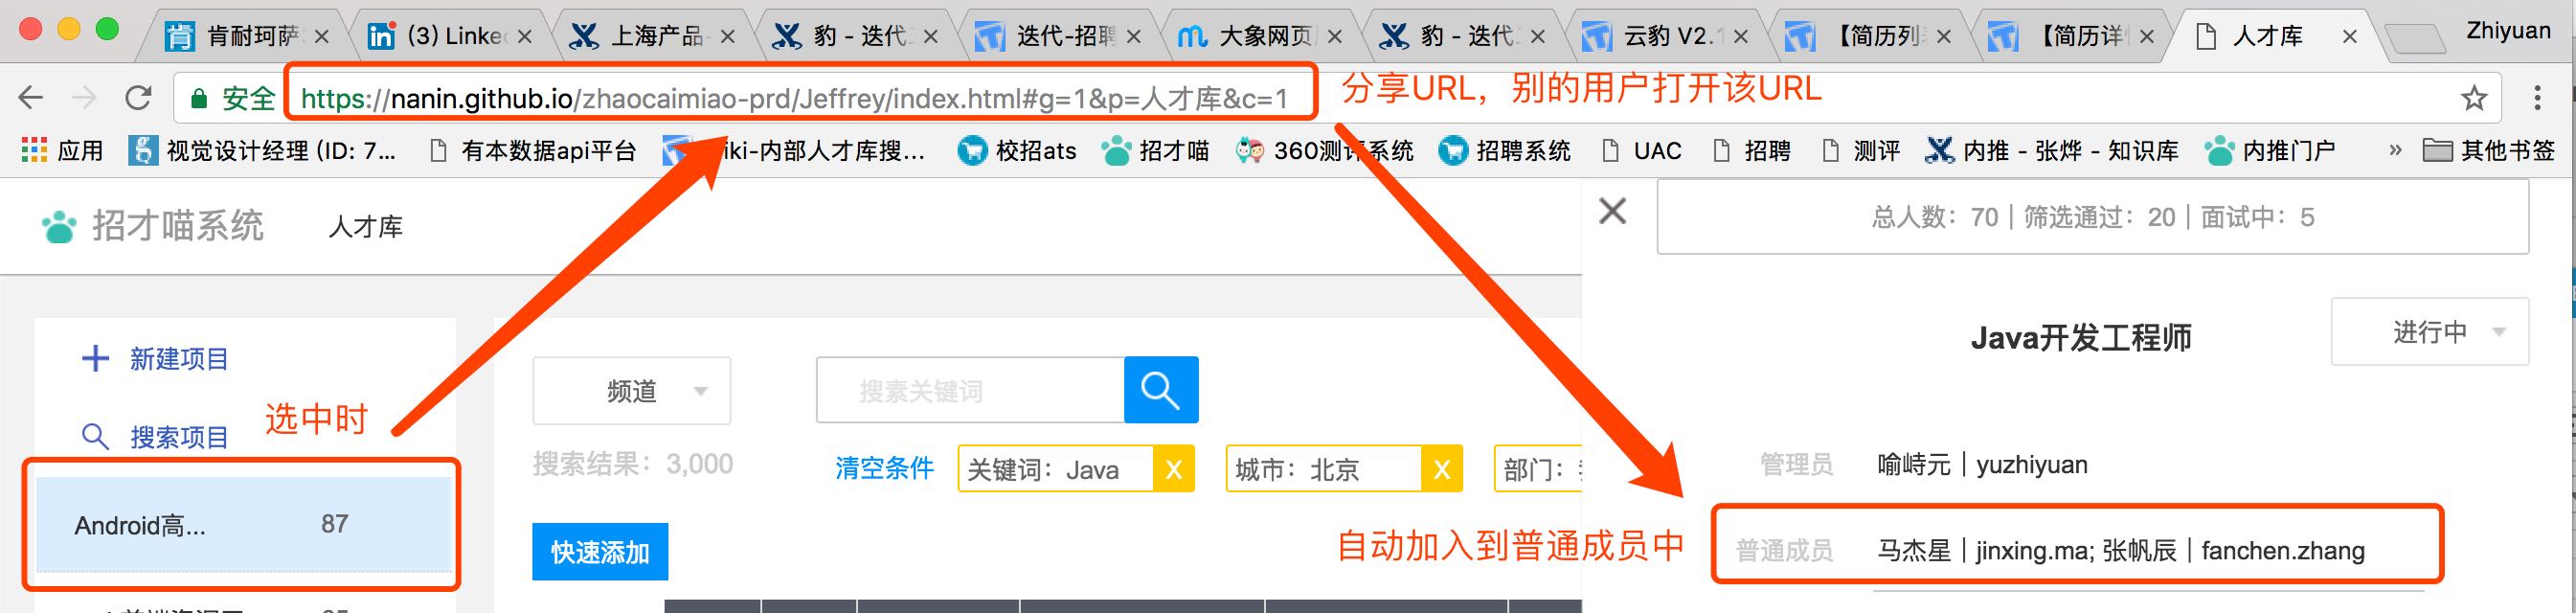 肯耐珂萨
(3) Linke
上海产品-
豹 - 迭代
迭代-招聘
大象网页
豹 - 迭代
云豹 V2.1
【简历列
【简历详
人才库
Zhiyuan
安全
https://nanin.github.io/zhaocaimiao-prd/Jeffrey/index.html#g=1&p=人才库&c=1
分享URL，别的用户打开该URL
应用
视觉设计经理 (ID: 7...
有本数据api平台
iki-内部人才库搜...
校招ats
招才喵
360测评系统
招聘系统
UAC
招聘
测评
内推 - 张烨 - 知识库
内推门户
»
其他书签
招才喵系统
人才库
总人数：70 | 筛选通过：20 | 面试中：5
新建项目
搜索项目
选中时
Android高...
87
频道
搜素关键词
搜索结果：3,000
清空条件
关键词：Java
X
城市：北京
X
部门：
快速添加
Java开发工程师
进行中
管理员
喻峙元 | yuzhiyuan
自动加入到普通成员中
普通成员
马杰星 | jinxing.ma; 张帆辰 | fanchen.zhang